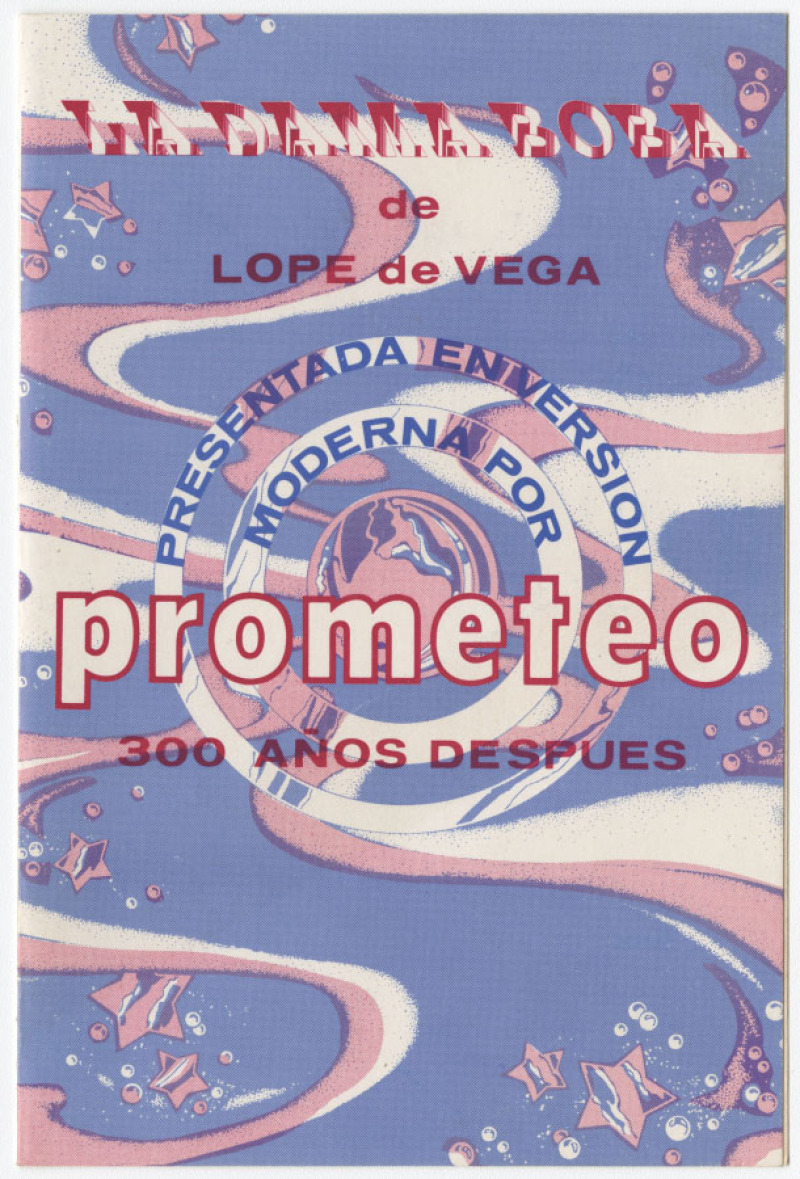 LA DAMA BOBA
de
LOPE de VEGA
PRESENTADA EN VERSION
MODERNA POR
prometeo
300 AÑOS DESPUES